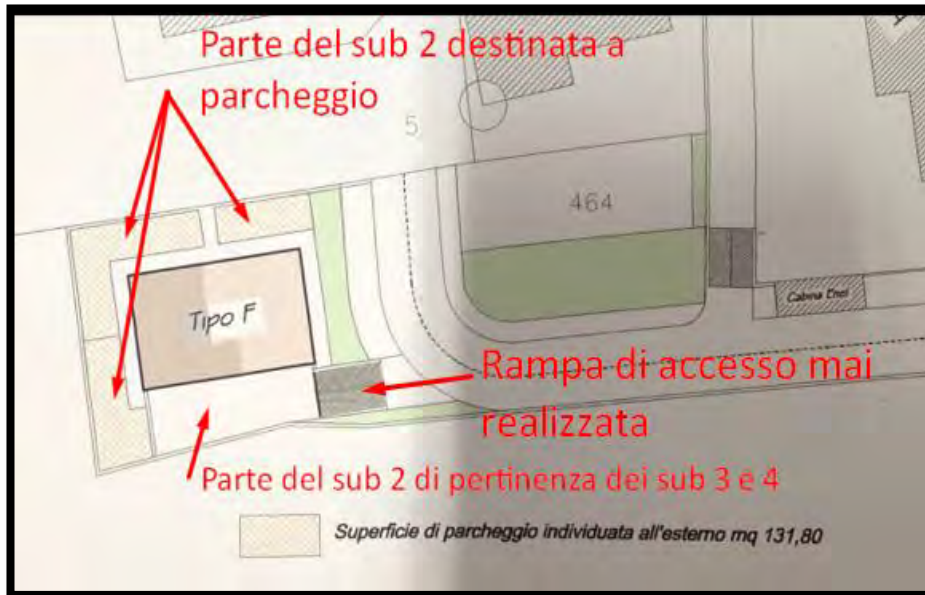 Parte del sub 2 destinata a
parcheggio
5
464
Tipo F
Cabina Enel
Rampa di accesso mai
realizzata
Parte del sub 2 di pertinenza dei sub 3 e 4
Superficie di parcheggio individuata all'esterno mq 131,80